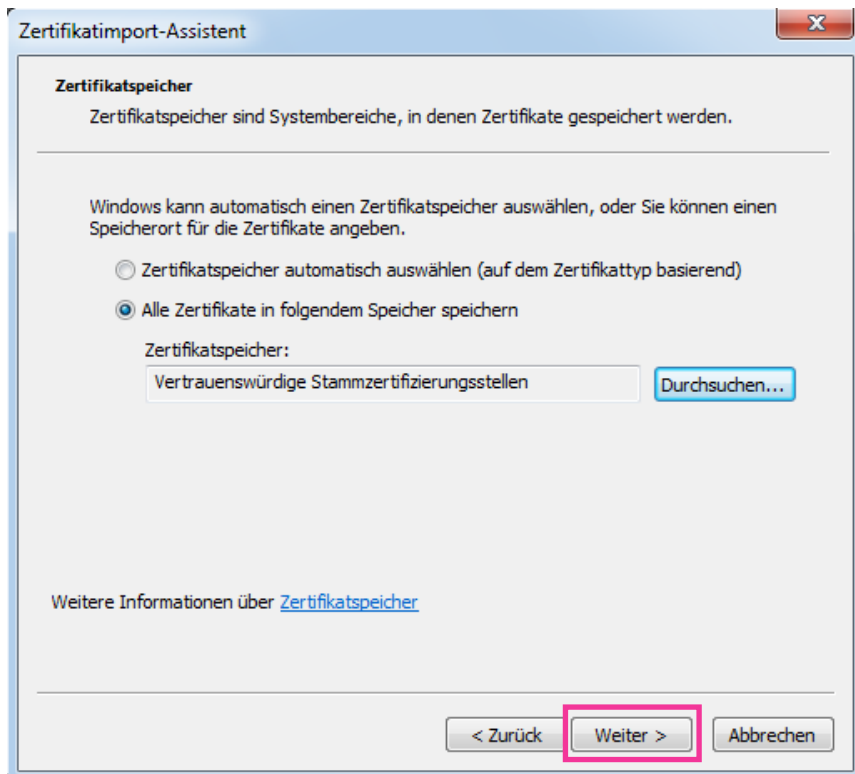 Zertifikatimport-Assistent
Zertifikatspeicher
Zertifikatspeicher sind Systembereiche, in denen Zertifikate gespeichert werden.
Windows kann automatisch einen Zertifikatspeicher auswählen, oder Sie können einen
Speicherort für die Zertifikate angeben.
Zertifikatspeicher automatisch auswählen (auf dem Zertifikattyp basierend)
Alle Zertifikate in folgendem Speicher speichern
Zertifikatspeicher:
Vertrauenswürdige Stammzertifizierungsstellen Durchsuchen...
Weitere Informationen über Zertifikatspeicher
< Zurück Weiter > Abbrechen